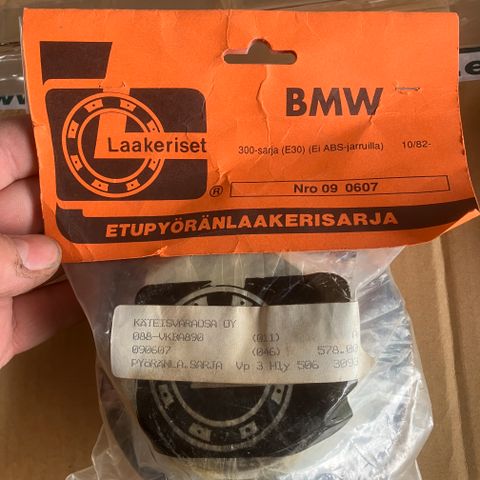 BMW
Laakeriset
®
300-sarja (E30) (Ei ABS-jarruilla) 10/82-
Nro 09 0607
ETUPYÖRÄNLAAKERISARJA
KÄTEISVARAOSA OY
088-VKBA890 (011) A
090607 (046) 578.00
PYÖRÄNLA.SARJA Vp 3 Hly 506 3093